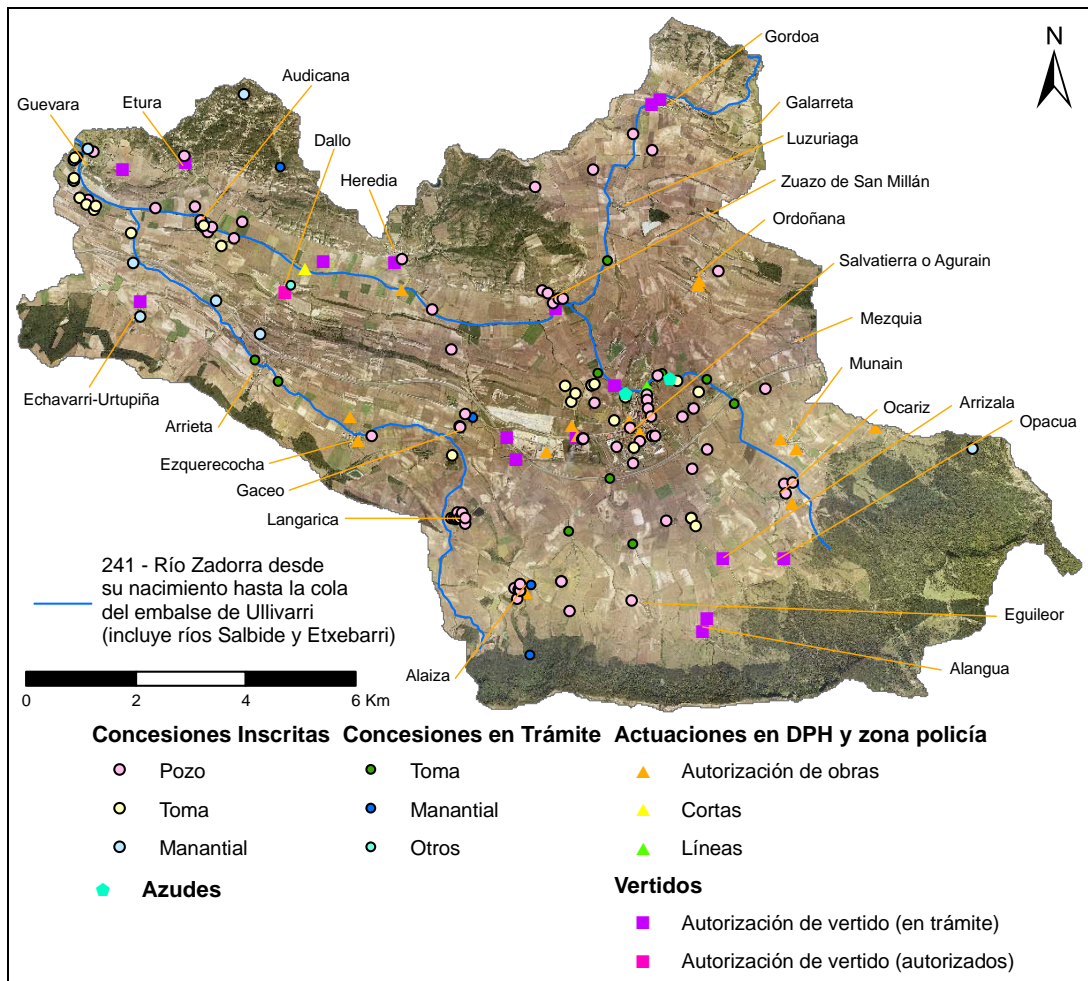 Gordoa
N
Audicana
Etura
Guevara
Galarreta
Dallo
Luzuriaga
Heredia
Zuazo de San Millán
Ordoñana
Salvatierra o Agurain
Mezquia
Munain
Echavarri-Urtupiña
Ocariz
Arrizala
Arrieta
Opacua
Ezquerecocha
Gaceo
Langarica
241 - Río Zadorra desde
su nacimiento hasta la cola
del embalse de Ullivarri
(incluye ríos Salbide y Etxebarri)
Eguileor
Alaiza
Alangua
0 2 4 6 Km
Concesiones Inscritas
Pozo
Toma
Manantial
Azudes
Concesiones en Trámite
Toma
Manantial
Otros
Actuaciones en DPH y zona policía
Autorización de obras
Cortas
Líneas
Vertidos
Autorización de vertido (en trámite)
Autorización de vertido (autorizados)